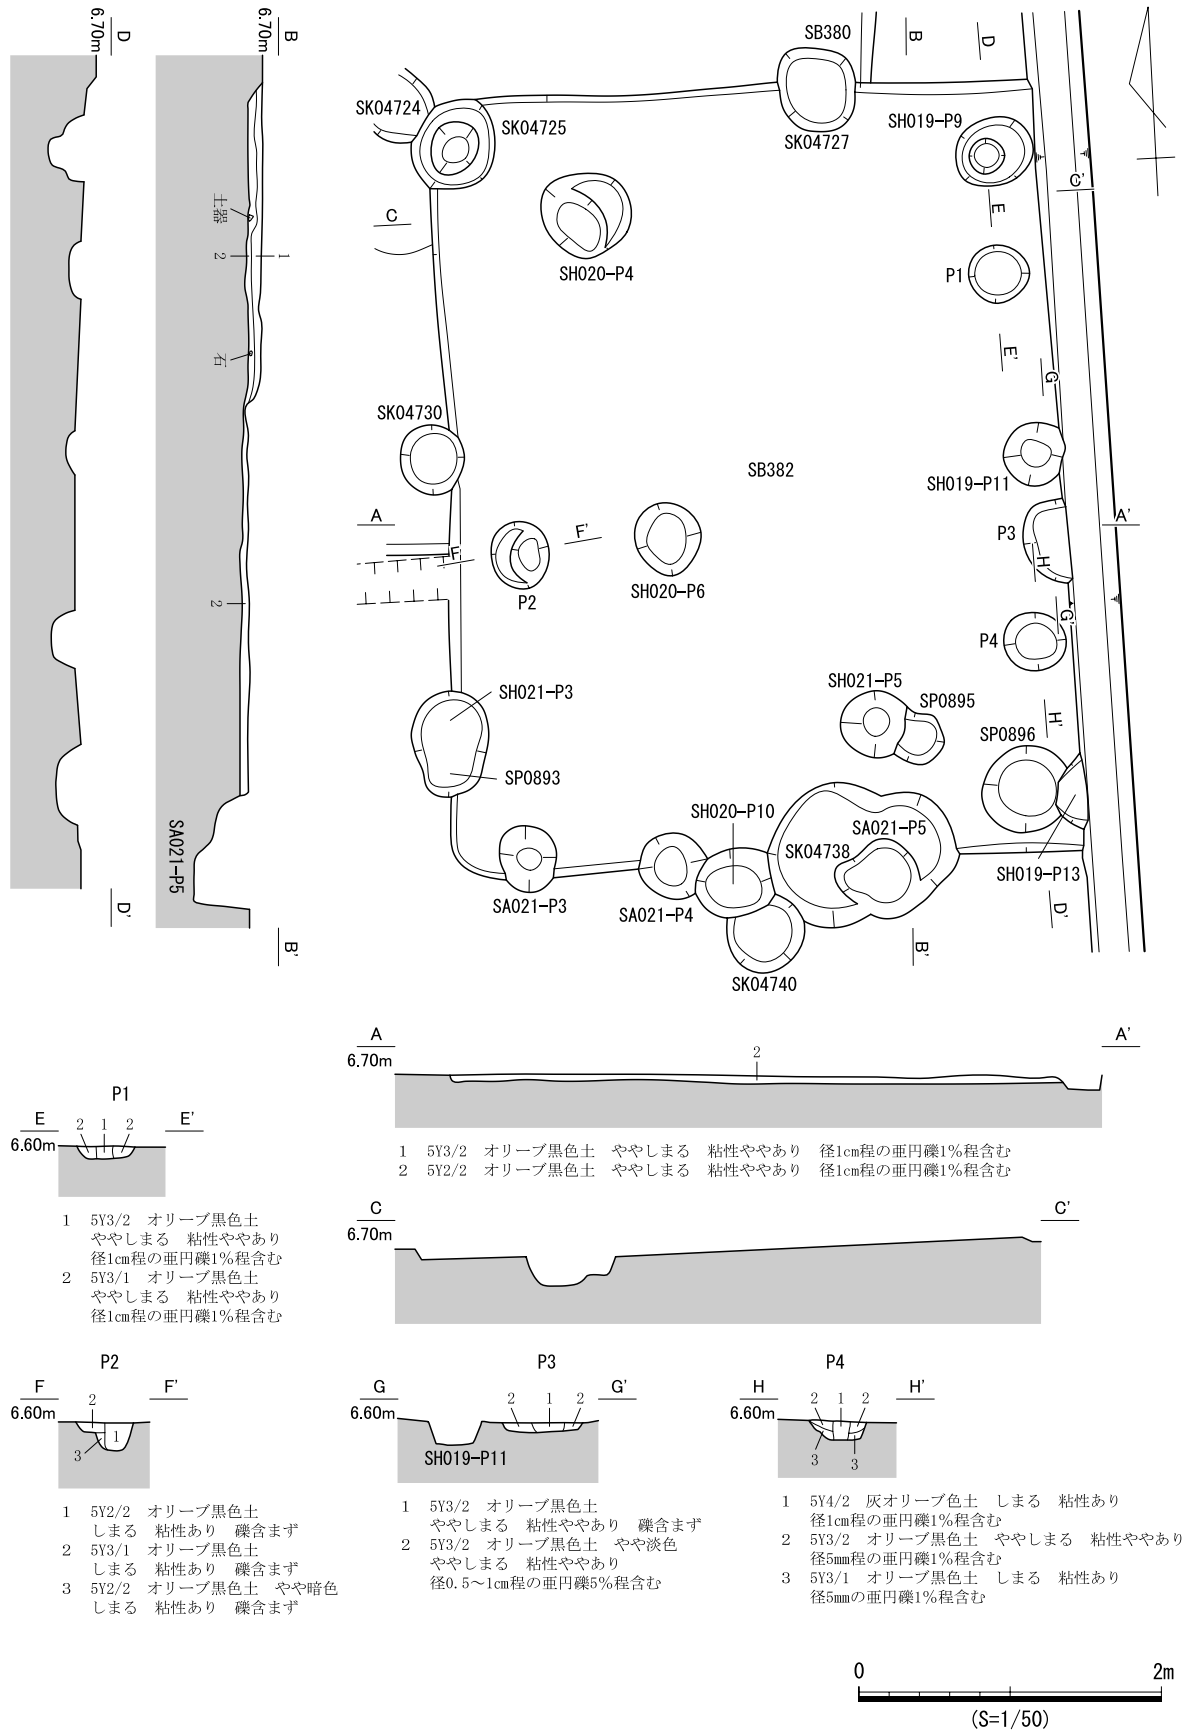 D
6.70m
B
6.70m
土器
2
1
石
2
SA021-P5
D'
B'
SB380
B
D
SK04724
SK04725
SK04727
SH019-P9
C'
C
E
SH020-P4
P1
E'
G
SK04730
SB382
SH019-P11
A
A'
P3
F
F'
H
P2
SH020-P6
G'
P4
SH021-P3
SH021-P5
SP0895
H'
SP0896
SP0893
SH020-P10
SA021-P5
SK04738
SH019-P13
SA021-P3
SA021-P4
D'
B'
SK04740
A
A'
6.70m
2
1 5Y3/2 オリーブ黒色土 ややしまる 粘性ややあり 径1cm程の亜円礫1%程含む
2 5Y2/2 オリーブ黒色土 ややしまる 粘性ややあり 径1cm程の亜円礫1%程含む
C
C'
6.70m
P1
E
2 1 2
E'
6.60m
1 5Y3/2 オリーブ黒色土
ややしまる 粘性ややあり
径1cm程の亜円礫1%程含む
2 5Y3/1 オリーブ黒色土
ややしまる 粘性ややあり
径1cm程の亜円礫1%程含む
P2
F
F'
6.60m
2
1
3
1 5Y2/2 オリーブ黒色土
しまる 粘性あり 礫含まず
2 5Y3/1 オリーブ黒色土
しまる 粘性あり 礫含まず
3 5Y2/2 オリーブ黒色土 やや暗色
しまる 粘性あり 礫含まず
P3
G
G'
6.60m
2 1 2
SH019-P11
1 5Y3/2 オリーブ黒色土
ややしまる 粘性ややあり 礫含まず
2 5Y3/2 オリーブ黒色土 やや淡色
ややしまる 粘性ややあり
径0.5～1cm程の亜円礫5%程含む
P4
H
H'
6.60m
2 1 2
3 3
1 5Y4/2 灰オリーブ色土 しまる 粘性あり
径1cm程の亜円礫1%程含む
2 5Y3/2 オリーブ黒色土 ややしまる 粘性ややあり
径5mm程の亜円礫1%程含む
3 5Y3/1 オリーブ黒色土 しまる 粘性あり
径5mmの亜円礫1%程含む
0 2m
(S=1/50)